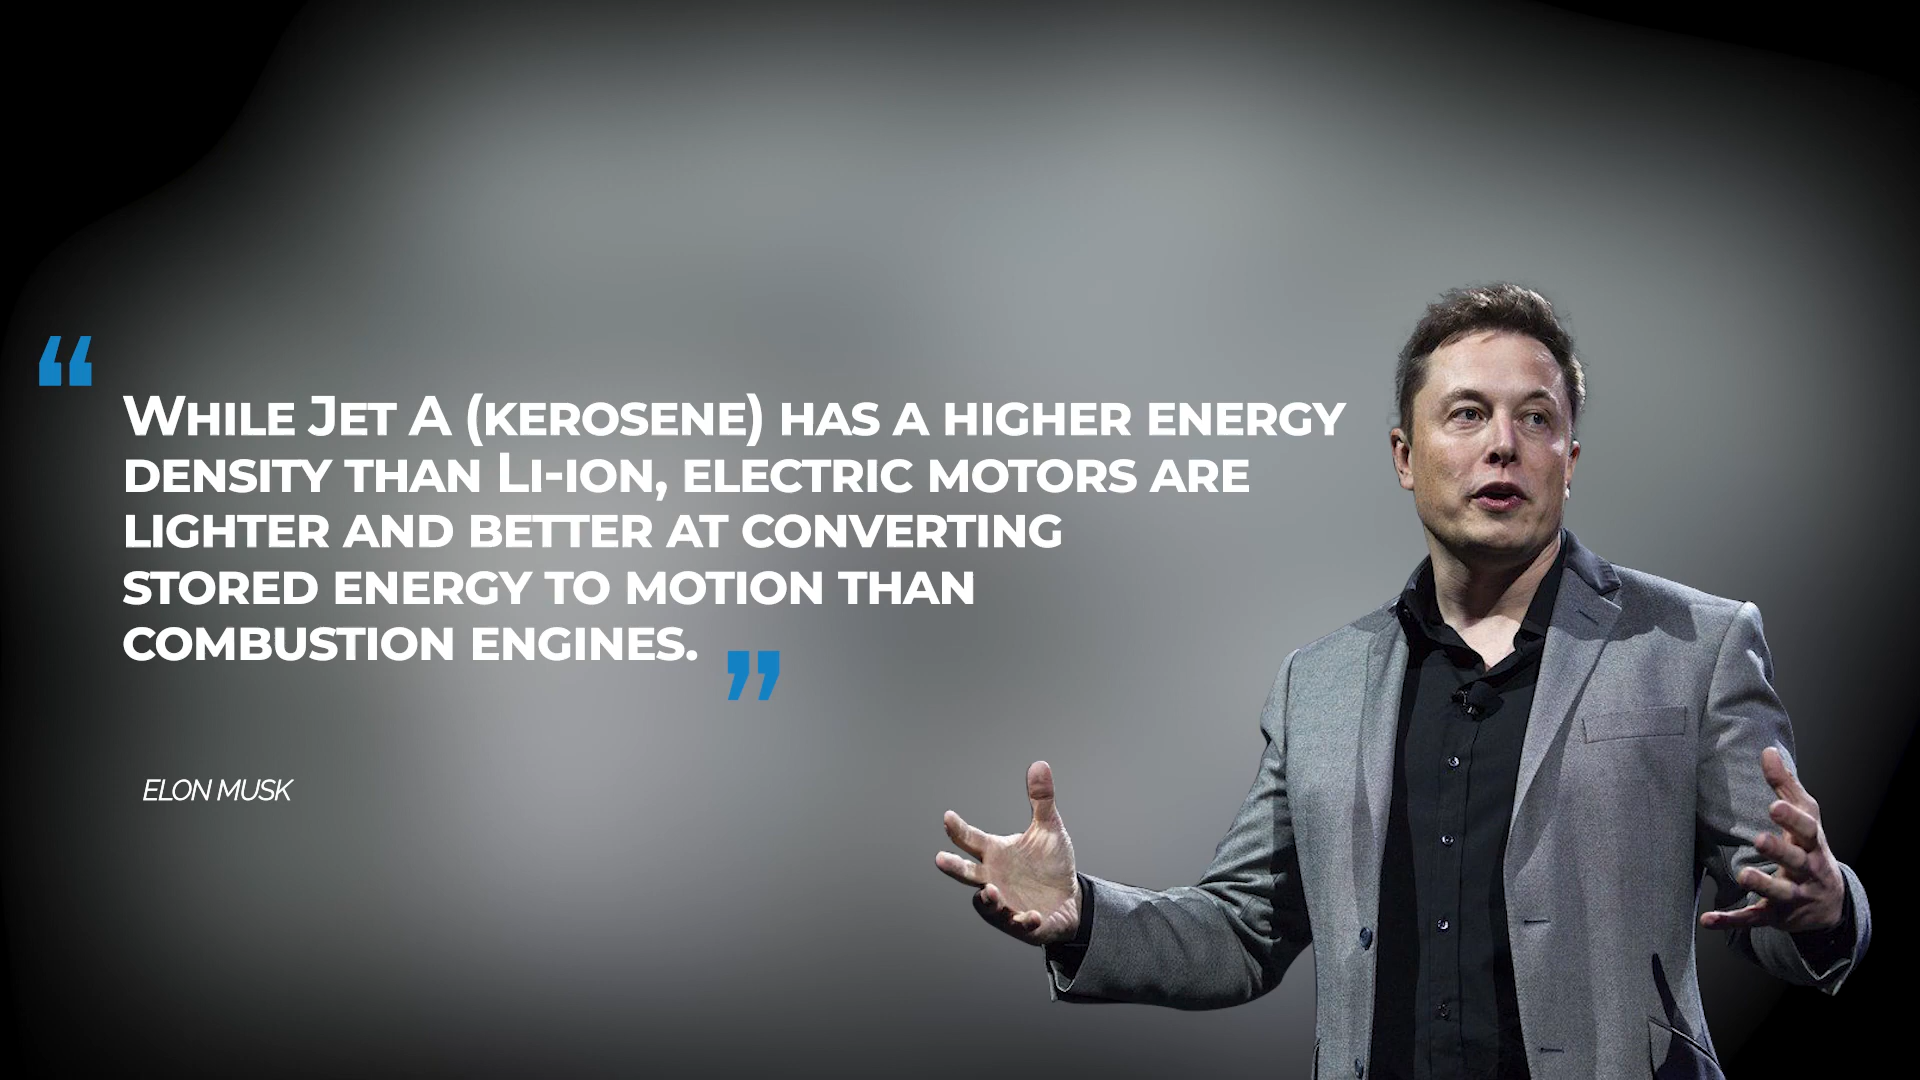 “
WHILE JET A (KEROSENE) HAS A HIGHER ENERGY
DENSITY THAN LI-ION, ELECTRIC MOTORS ARE
LIGHTER AND BETTER AT CONVERTING
STORED ENERGY TO MOTION THAN
COMBUSTION ENGINES.
”
ELON MUSK